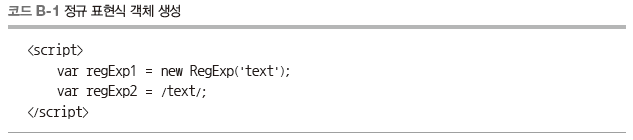 코드 B-1 정규 표현식 객체 생성
<script>
    var regExp1 = new RegExp('text');
    var regExp2 = /text/;
</script>